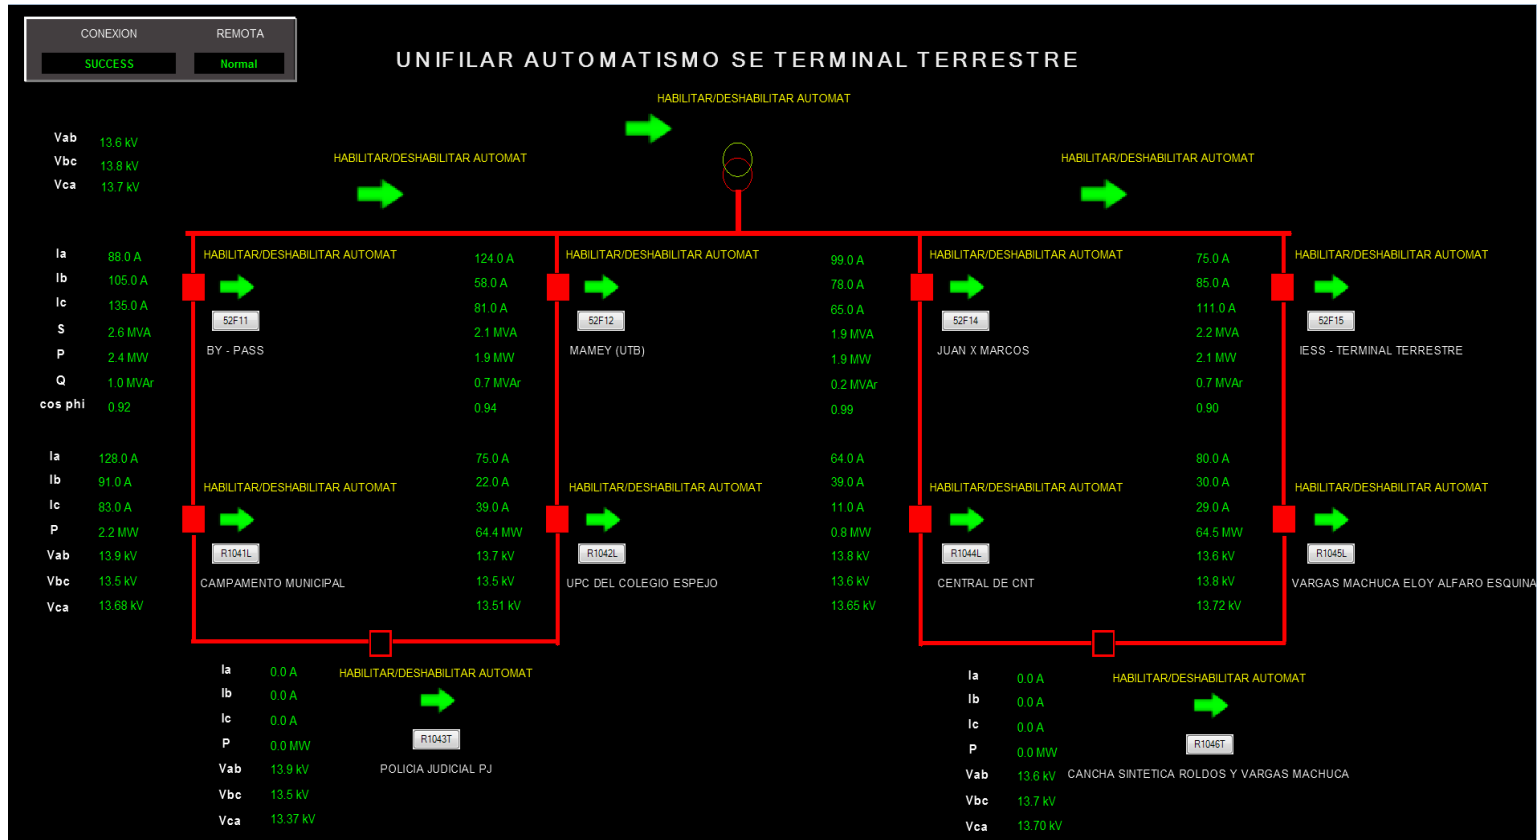 CONEXION REMOTA
SUCCESS Normal
UNIFILAR AUTOMATISMO SE TERMINAL TERRESTRE
HABILITAR/DESHABILITAR AUTOMAT
Vab 13.6 kV
Vbc 13.8 kV
Vca 13.7 kV
HABILITAR/DESHABILITAR AUTOMAT
HABILITAR/DESHABILITAR AUTOMAT
Ia 88.0 A
Ib 105.0 A
Ic 135.0 A
S 2.6 MVA
P 2.4 MW
Q 1.0 MVAr
cos phi 0.92
HABILITAR/DESHABILITAR AUTOMAT
52F11
BY - PASS
124.0 A
58.0 A
81.0 A
2.1 MVA
1.9 MW
0.7 MVAr
0.94
HABILITAR/DESHABILITAR AUTOMAT
52F12
MAMEY (UTB)
99.0 A
78.0 A
65.0 A
1.9 MVA
1.9 MW
0.2 MVAr
0.99
HABILITAR/DESHABILITAR AUTOMAT
52F14
JUAN X MARCOS
75.0 A
85.0 A
111.0 A
2.2 MVA
2.1 MW
0.7 MVAr
0.90
HABILITAR/DESHABILITAR AUTOMAT
52F15
IESS - TERMINAL TERRESTRE
Ia 128.0 A
Ib 91.0 A
Ic 83.0 A
P 2.2 MW
Vab 13.9 kV
Vbc 13.5 kV
Vca 13.68 kV
HABILITAR/DESHABILITAR AUTOMAT
R1041L
CAMPAMENTO MUNICIPAL
75.0 A
22.0 A
39.0 A
64.4 MW
13.7 kV
13.5 kV
13.51 kV
HABILITAR/DESHABILITAR AUTOMAT
R1042L
UPC DEL COLEGIO ESPEJO
64.0 A
39.0 A
11.0 A
0.8 MW
13.8 kV
13.6 kV
13.65 kV
HABILITAR/DESHABILITAR AUTOMAT
R1044L
CENTRAL DE CNT
80.0 A
30.0 A
29.0 A
64.5 MW
13.6 kV
13.8 kV
13.72 kV
HABILITAR/DESHABILITAR AUTOMAT
R1045L
VARGAS MACHUCA ELOY ALFARO ESQUINA
Ia 0.0 A
Ib 0.0 A
Ic 0.0 A
P 0.0 MW
Vab 13.9 kV
Vbc 13.5 kV
Vca 13.37 kV
HABILITAR/DESHABILITAR AUTOMAT
R1043T
POLICIA JUDICIAL PJ
Ia 0.0 A
Ib 0.0 A
Ic 0.0 A
P 0.0 MW
Vab 13.6 kV
Vbc 13.7 kV
Vca 13.70 kV
HABILITAR/DESHABILITAR AUTOMAT
R1046T
CANCHA SINTETICA ROLDOS Y VARGAS MACHUCA